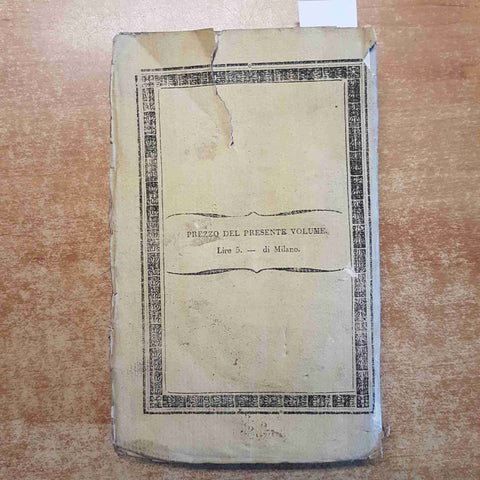 PREZZO DEL PRESENTE VOLUME.
Lire 5. — di Milano.